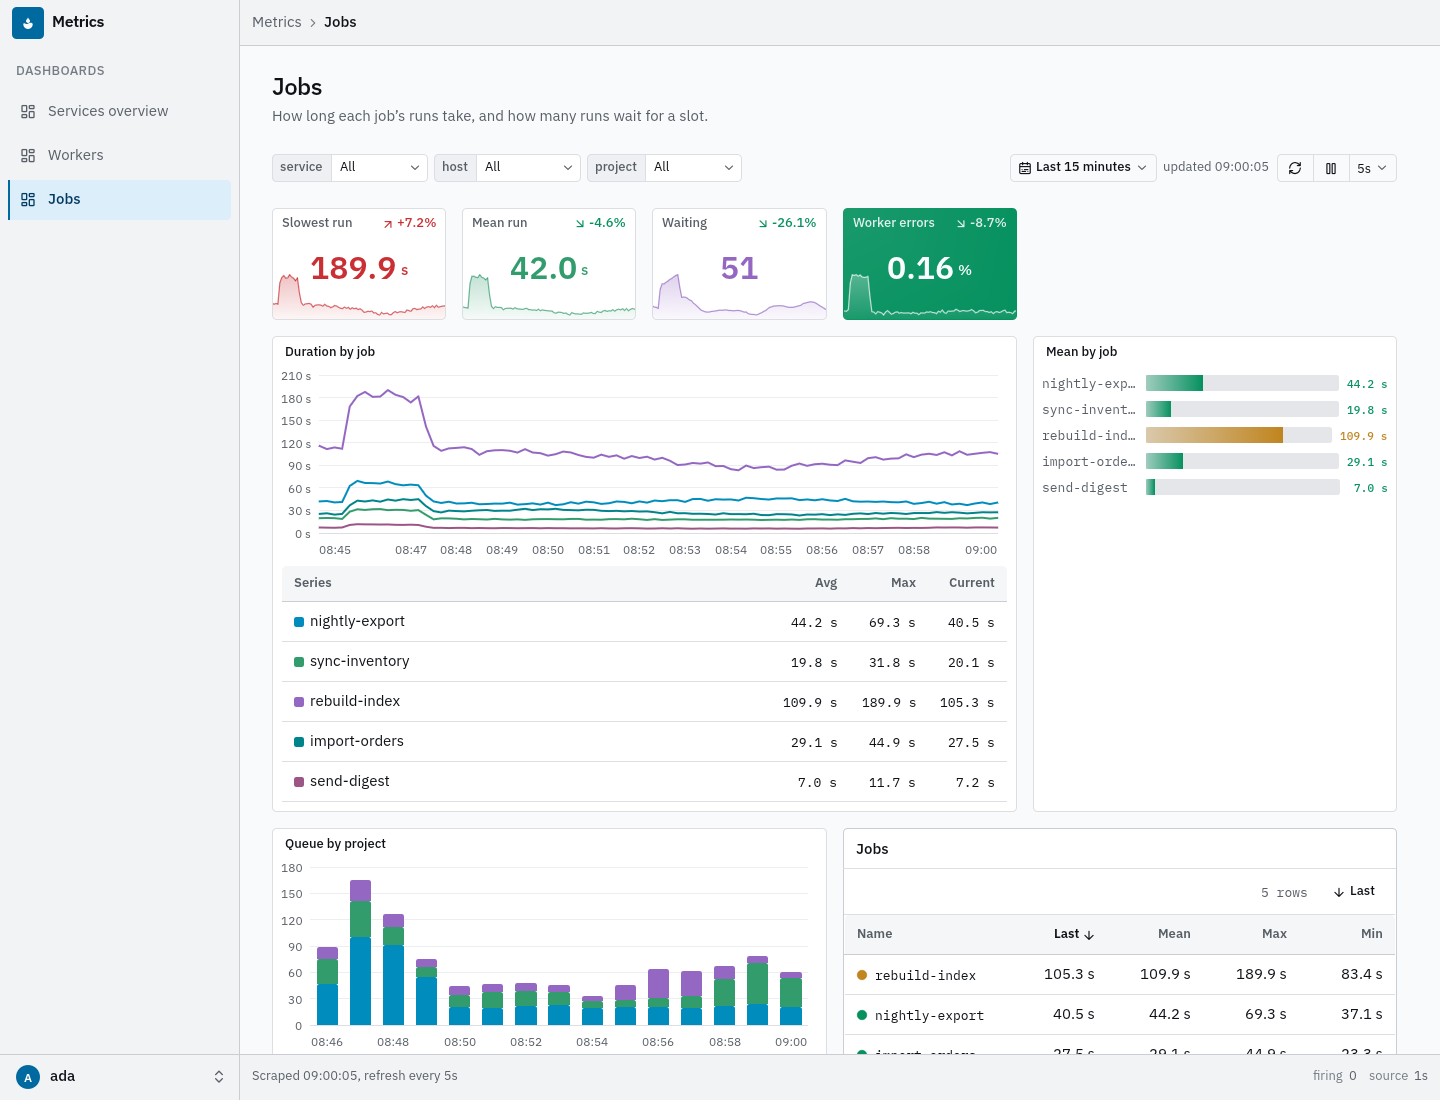 Metrics
Metrics > Jobs
DASHBOARDS
Services overview
Workers
Jobs
Jobs
How long each job’s runs take, and how many runs wait for a slot.
service All
host All
project All
Last 15 minutes
updated 09:00:05
5s
Slowest run +7.2%
189.9 s
Mean run -4.6%
42.0 s
Waiting -26.1%
51
Worker errors -8.7%
0.16 %
Duration by job
210 s
180 s
150 s
120 s
90 s
60 s
30 s
0 s
08:45 08:47 08:48 08:49 08:50 08:51 08:52 08:53 08:54 08:55 08:56 08:57 08:58 09:00
Series Avg Max Current
nightly-export 44.2 s 69.3 s 40.5 s
sync-inventory 19.8 s 31.8 s 20.1 s
rebuild-index 109.9 s 189.9 s 105.3 s
import-orders 29.1 s 44.9 s 27.5 s
send-digest 7.0 s 11.7 s 7.2 s
Mean by job
nightly-exp… 44.2 s
sync-invent… 19.8 s
rebuild-ind… 109.9 s
import-orde… 29.1 s
send-digest 7.0 s
Queue by project
180
150
120
90
60
30
0
08:46 08:48 08:50 08:52 08:54 08:56 08:58 09:00
Jobs
5 rows ↓ Last
Name Last ↓ Mean Max Min
rebuild-index 105.3 s 109.9 s 189.9 s 83.4 s
nightly-export 40.5 s 44.2 s 69.3 s 37.1 s
import-orders 27.5 s 29.1 s 44.9 s 23.3 s
A ada
Scraped 09:00:05, refresh every 5s
firing 0 source 1s